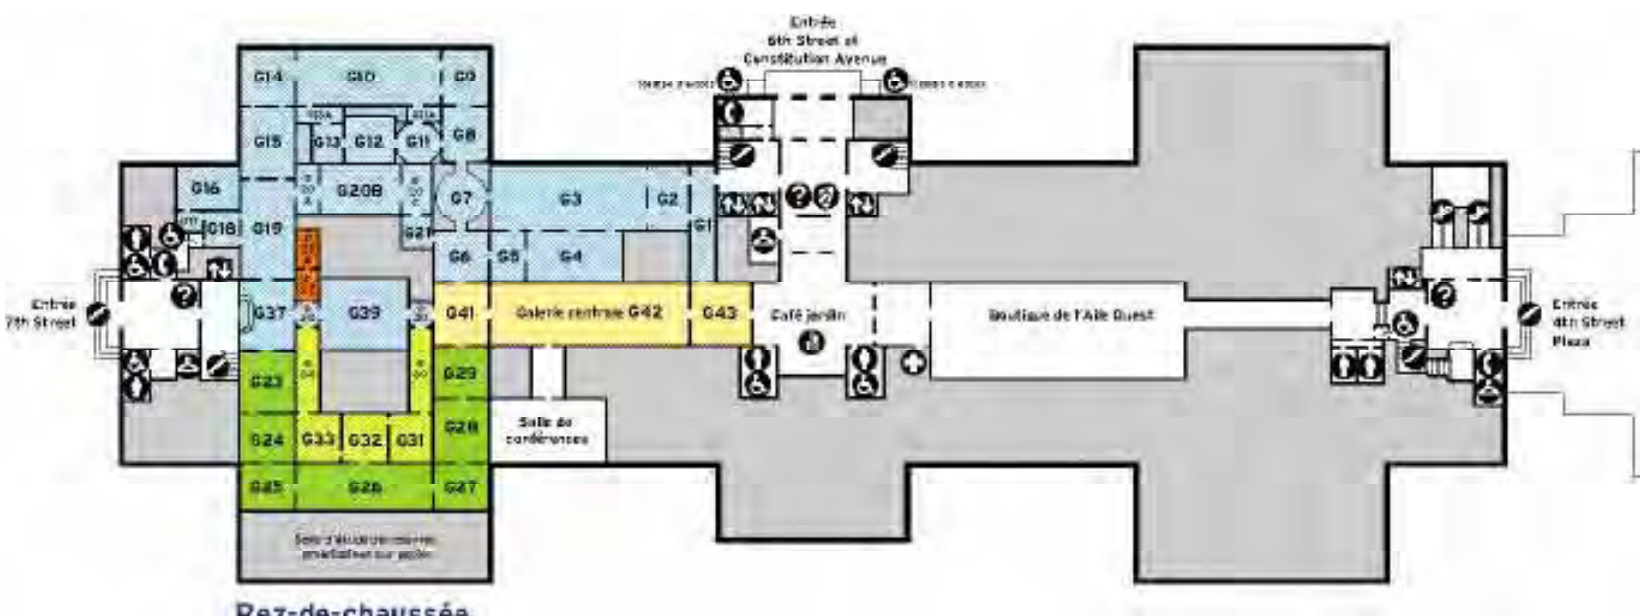 Entrée
6th Street et
Constitution Avenue
G14
G10
G9
G15
G13
G12
G11
G8
G16
G20B
G7
G3
G2
G1
G18
G19
G21
G6
G5
G4
Entrée
7th Street
G37
G39
G41
Galerie centrale G42
G43
Café jardin
Boutique de l'Aile Ouest
Entrée
4th Street
Plaza
G23
G29
G24
G33
G32
G31
G28
Salle de
conférences
G25
G26
G27
Rez-de-chaussée